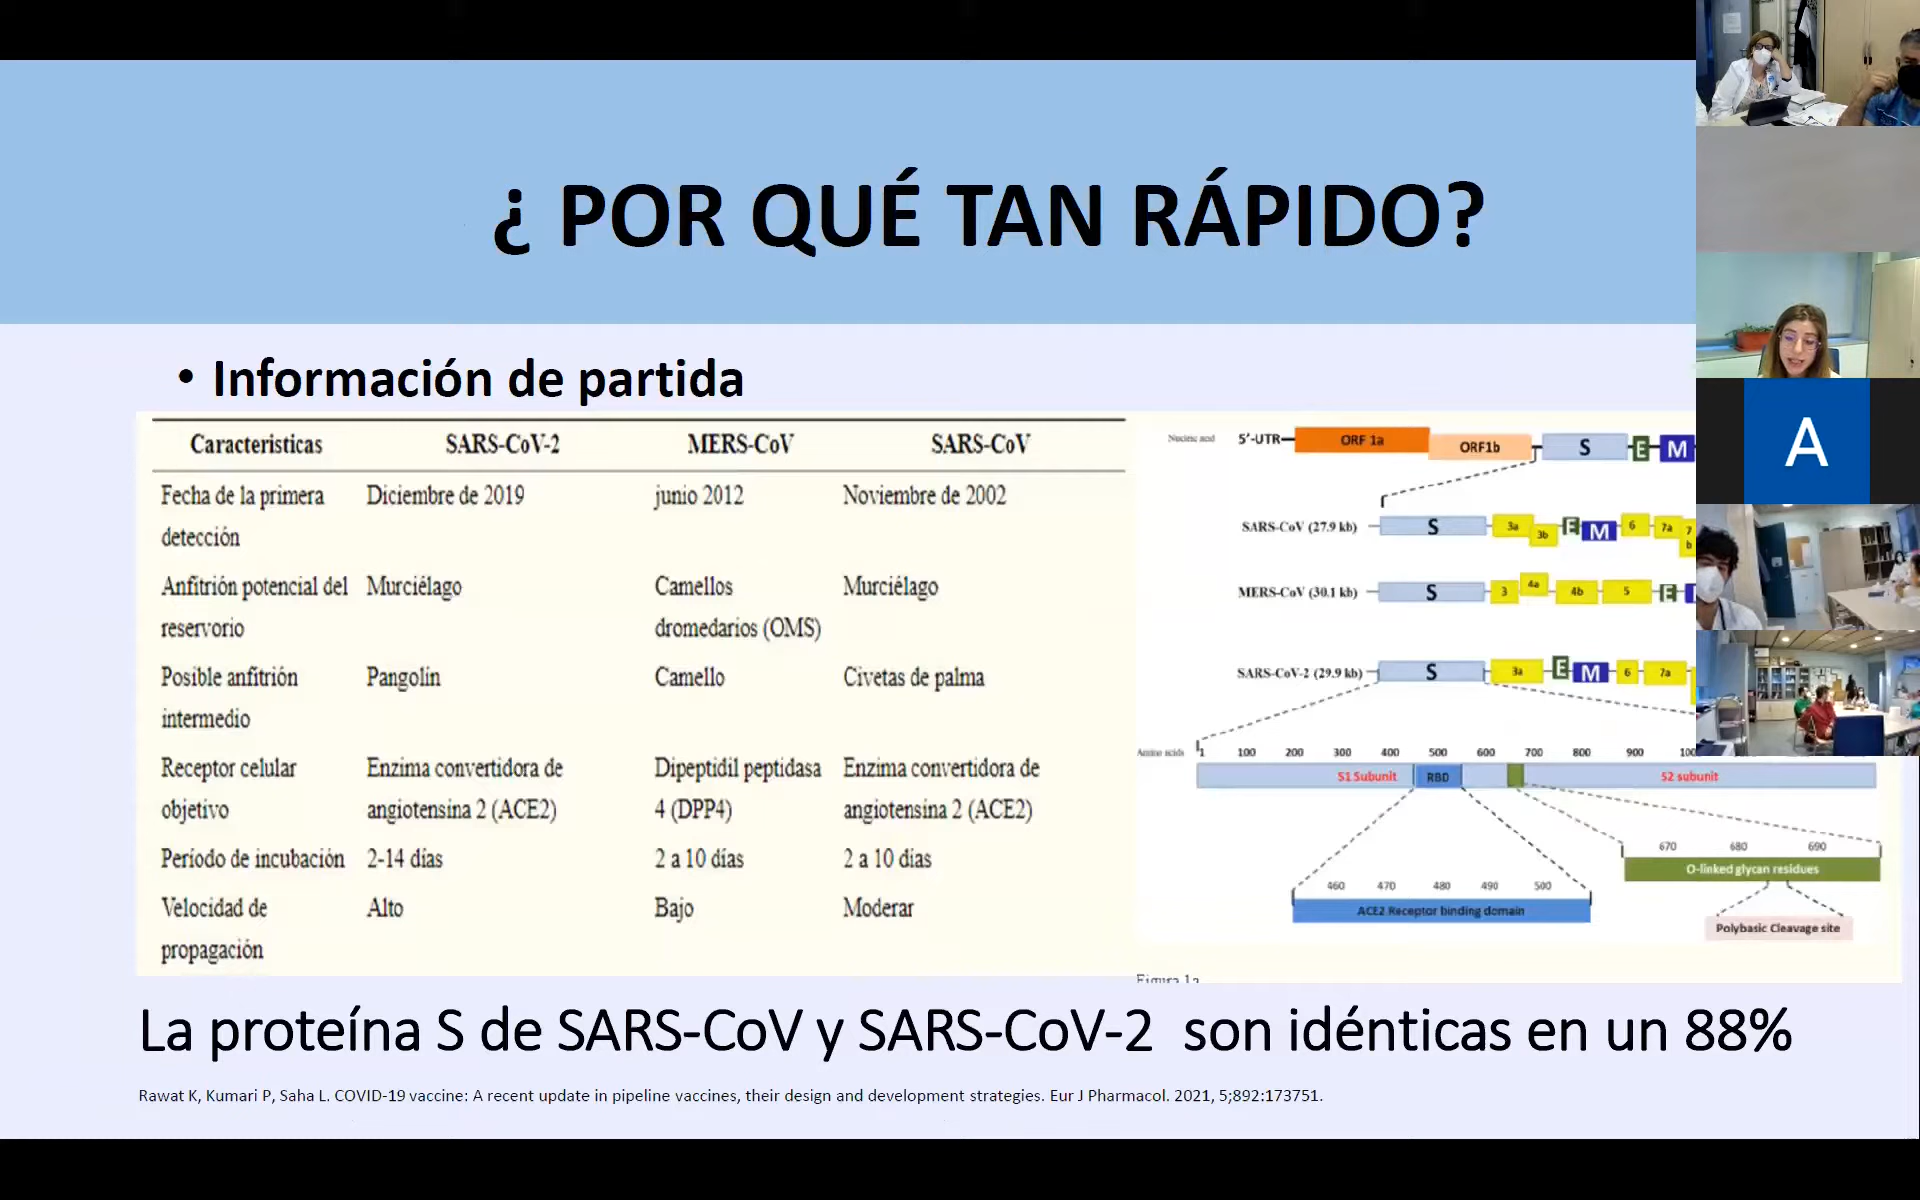 ¿ POR QUÉ TAN RÁPIDO?
• Información de partida
Caracteristicas SARS-CoV-2 MERS-CoV SARS-CoV
Fecha de la primera Diciembre de 2019 junio 2012 Noviembre de 2002
detección
Anfitrión potencial del Murciélago Camellos Murciélago
reservorio dromedarios (OMS)
Posible anfitrión Pangolín Camello Civetas de palma
intermedio
Receptor celular Enzima convertidora de Dipeptidil peptidasa Enzima convertidora de
objetivo angiotensina 2 (ACE2) 4 (DPP4) angiotensina 2 (ACE2)
Período de incubación 2-14 días 2 a 10 días 2 a 10 días
Velocidad de Alto Bajo Moderar
propagación
Nucleic acid 5'-UTR ORF 1a ORF1b S E M
SARS-CoV (27.9 kb) S 3a 3b E M 6 7a 7b
MERS-CoV (30.1 kb) S 3 4a 4b 5 E
SARS-CoV-2 (29.9 kb) S 3a E M 6 7a
Amino acids 1 100 200 300 400 500 600 700 800 900 100
S1 Subunit RBD S2 subunit
670 680 690
O-linked glycan residues
460 470 480 490 500
ACE2 Receptor binding domain
Polybasic Cleavage site
Figura 1a
La proteína S de SARS-CoV y SARS-CoV-2 son idénticas en un 88%
Rawat K, Kumari P, Saha L. COVID-19 vaccine: A recent update in pipeline vaccines, their design and development strategies. Eur J Pharmacol. 2021, 5;892:173751.
A